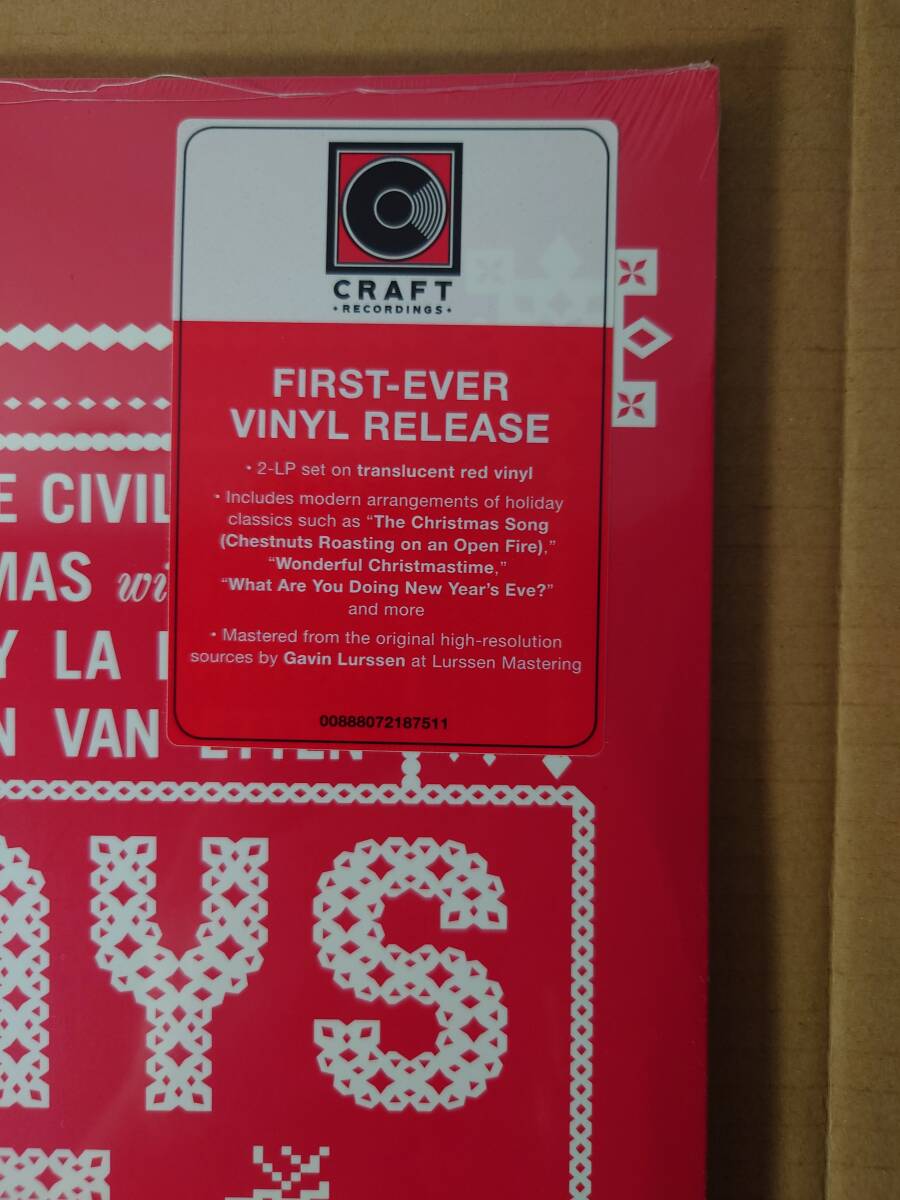 CRAFT
•RECORDINGS•
FIRST-EVER
VINYL RELEASE
• 2-LP set on translucent red vinyl
• Includes modern arrangements of holiday
classics such as “The Christmas Song
(Chestnuts Roasting on an Open Fire),”
“Wonderful Christmastime,”
“What Are You Doing New Year’s Eve?”
and more
• Mastered from the original high-resolution
sources by Gavin Lurssen at Lurssen Mastering
00888072187511
E CIVIL
MAS wi
Y LA
N VAN ETTEN
AYS